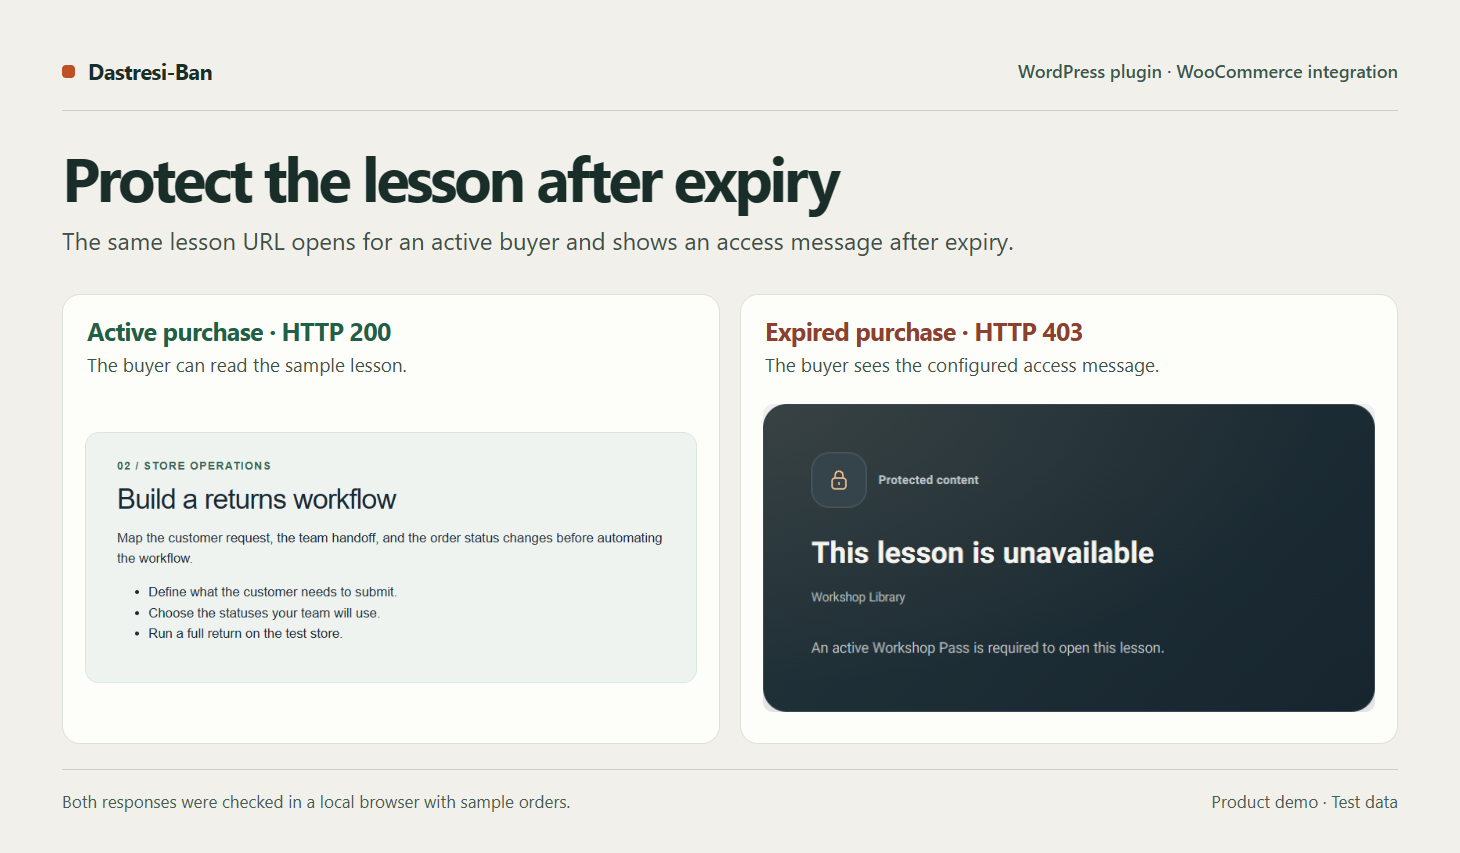 Dastresi-Ban
WordPress plugin · WooCommerce integration
Protect the lesson after expiry
The same lesson URL opens for an active buyer and shows an access message after expiry.
Active purchase · HTTP 200
The buyer can read the sample lesson.
02 / STORE OPERATIONS
Build a returns workflow
Map the customer request, the team handoff, and the order status changes before automating
the workflow.
• Define what the customer needs to submit.
• Choose the statuses your team will use.
• Run a full return on the test store.
Expired purchase · HTTP 403
The buyer sees the configured access message.
Protected content
This lesson is unavailable
Workshop Library
An active Workshop Pass is required to open this lesson.
Both responses were checked in a local browser with sample orders.
Product demo · Test data